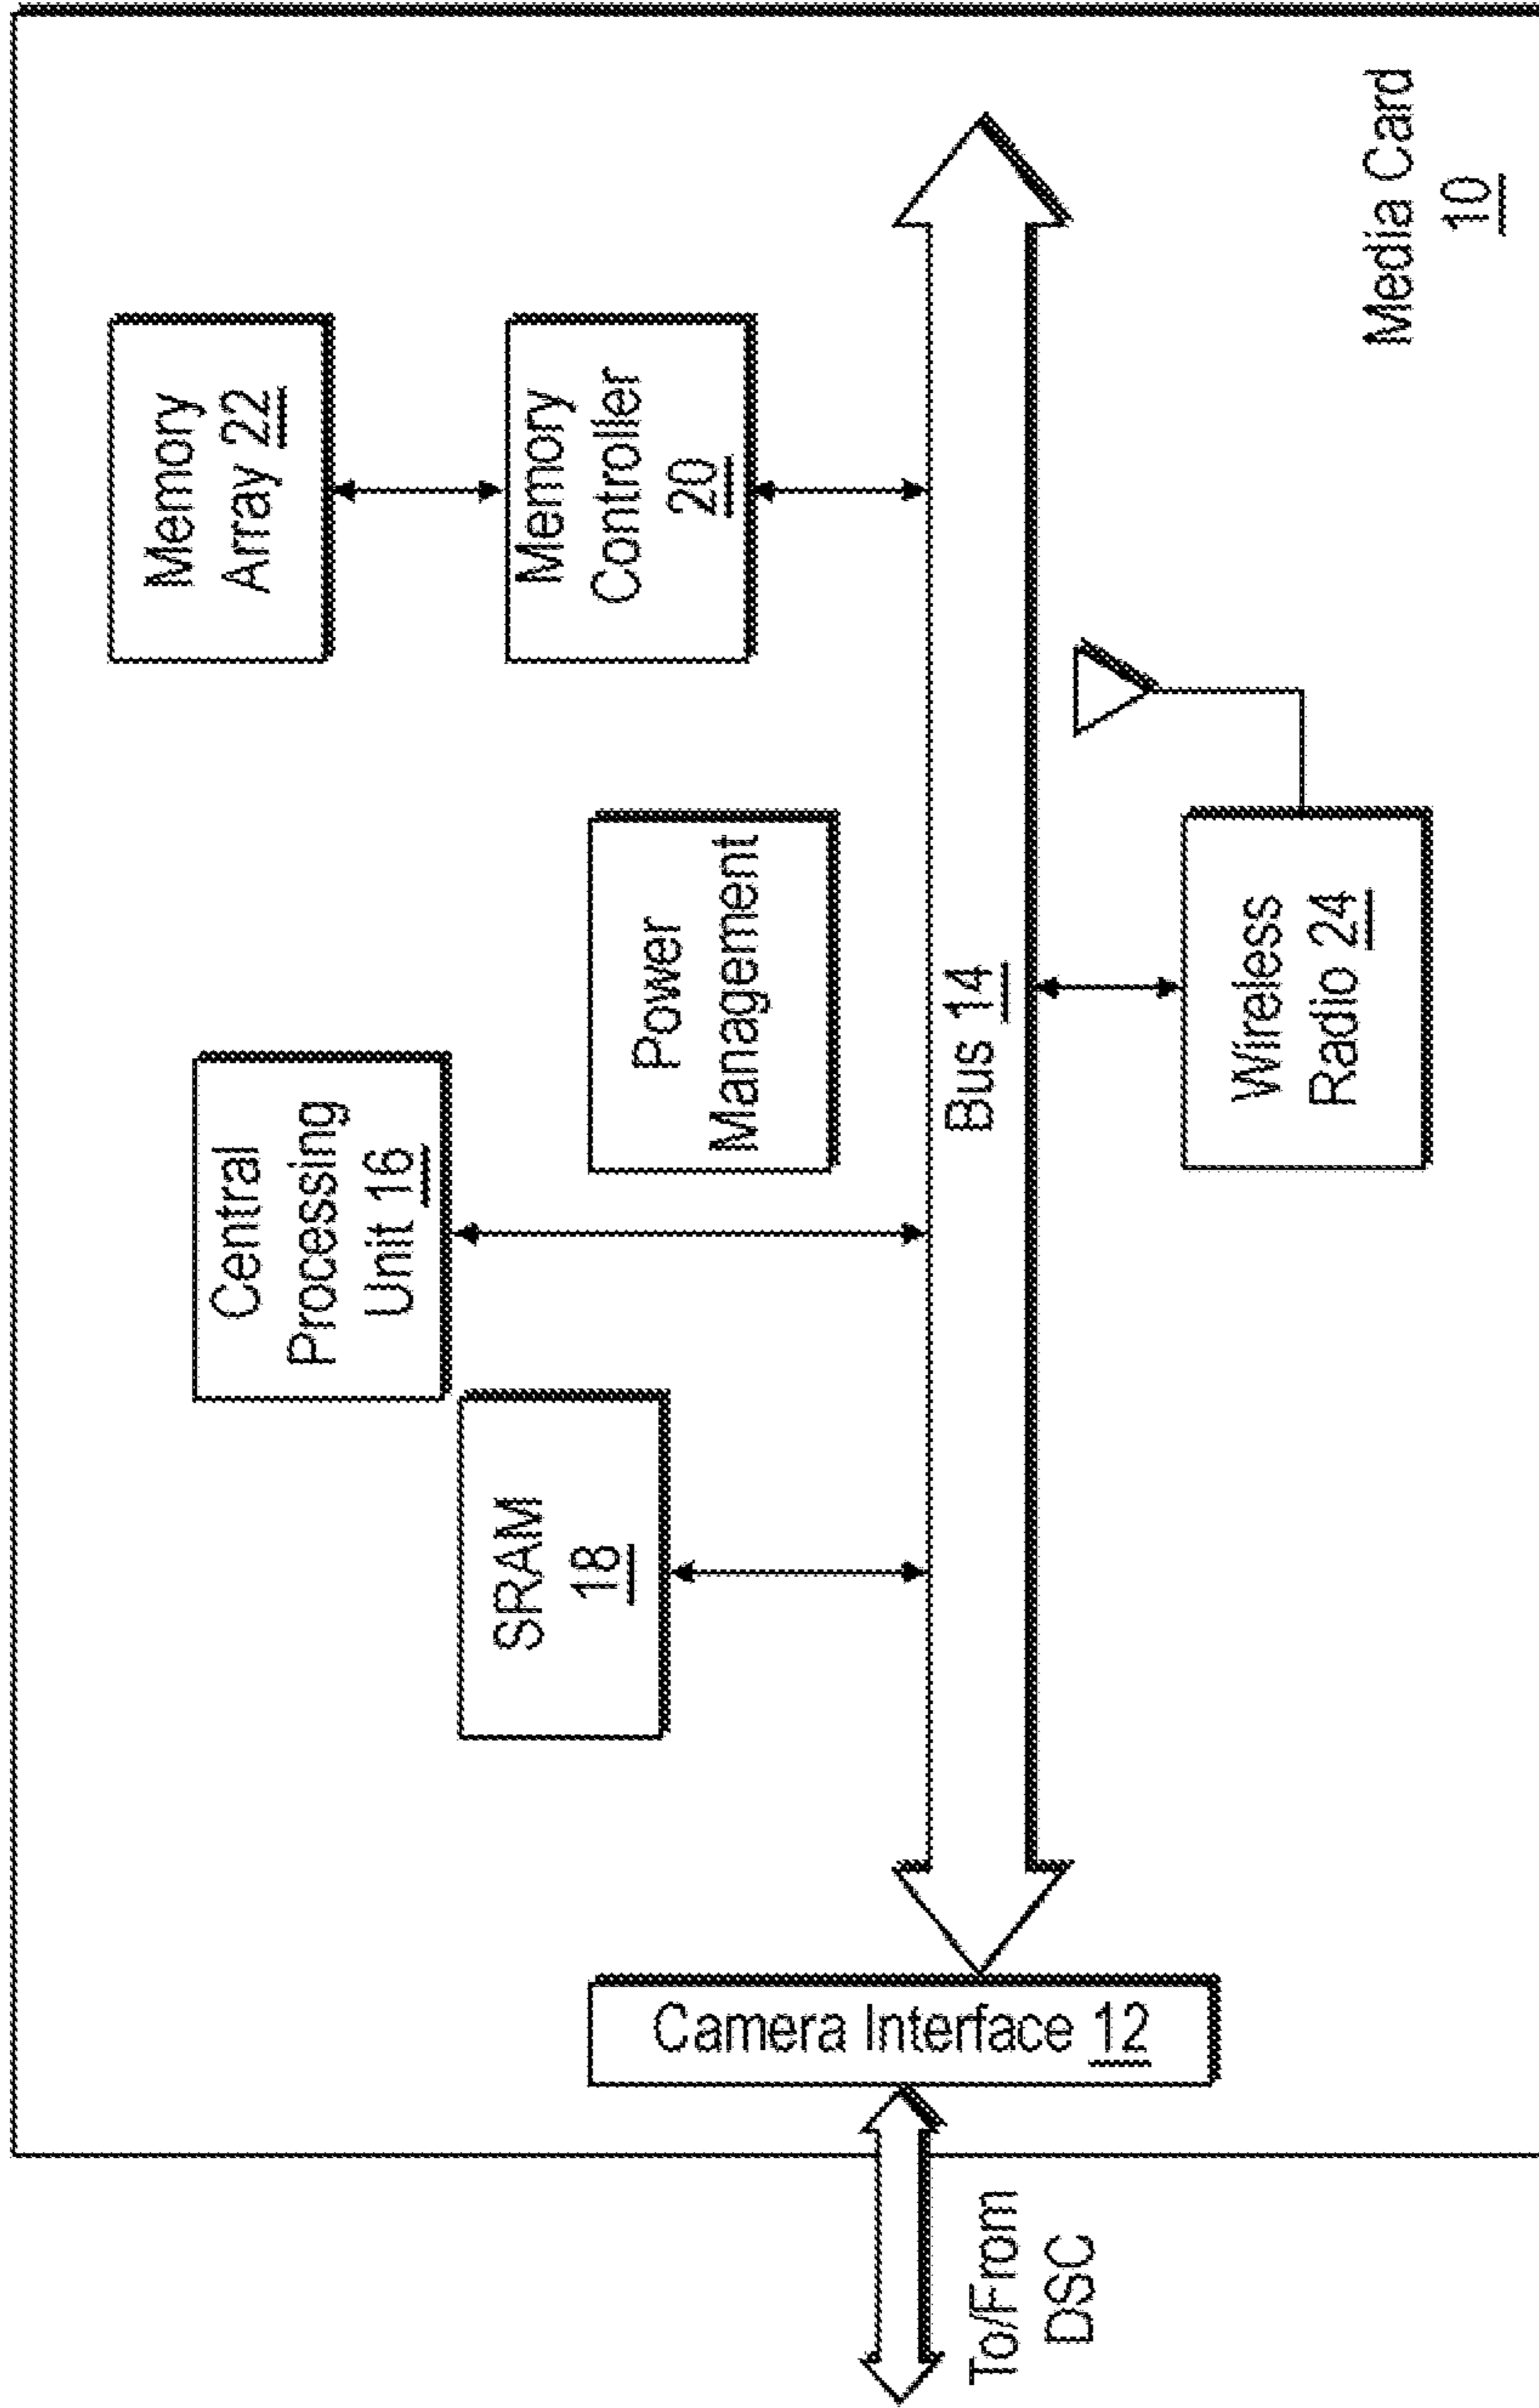 Memory
Array 22
Central
Processing
Unit 16
Memory
Controller
20
SRAM
18
Power
Management
Camera Interface 12
Bus 14
To/From
DSC
Wireless
Radio 24
Media Card
10